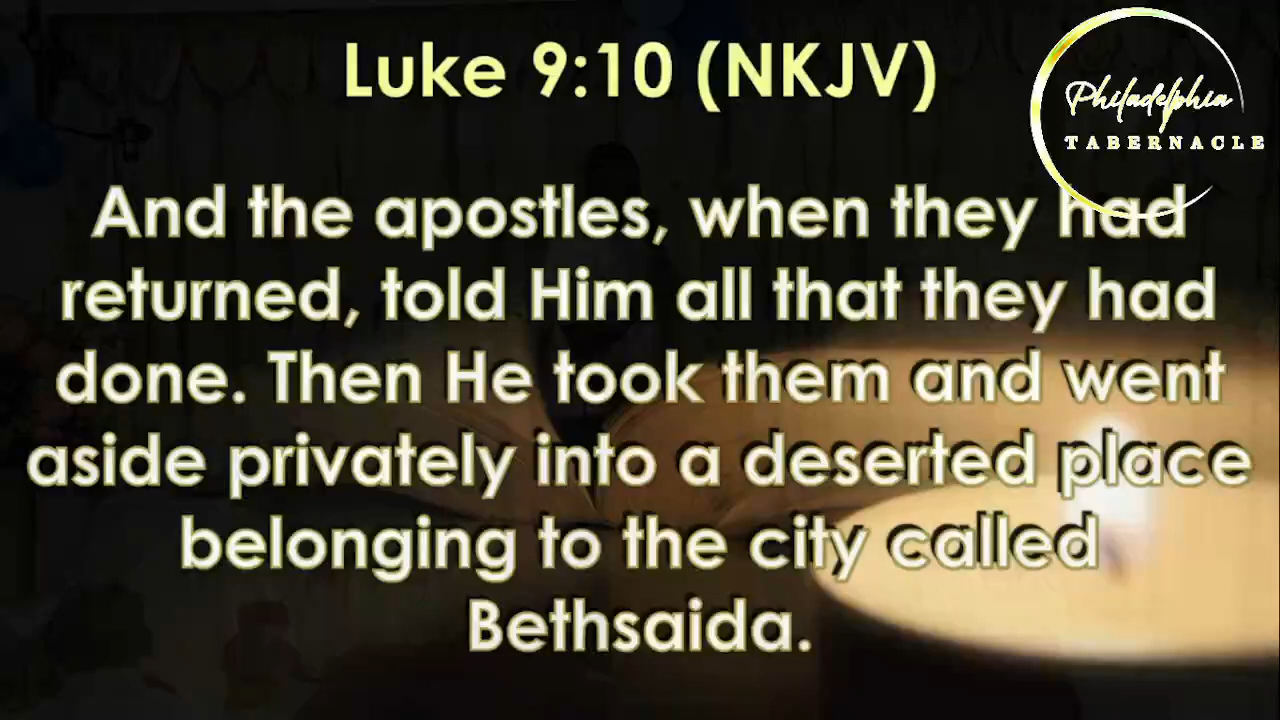 Luke 9:10 (NKJV)
Philadelphia
TABERNACLE
And the apostles, when they had
returned, told Him all that they had
done. Then He took them and went
aside privately into a deserted place
belonging to the city called
Bethsaida.